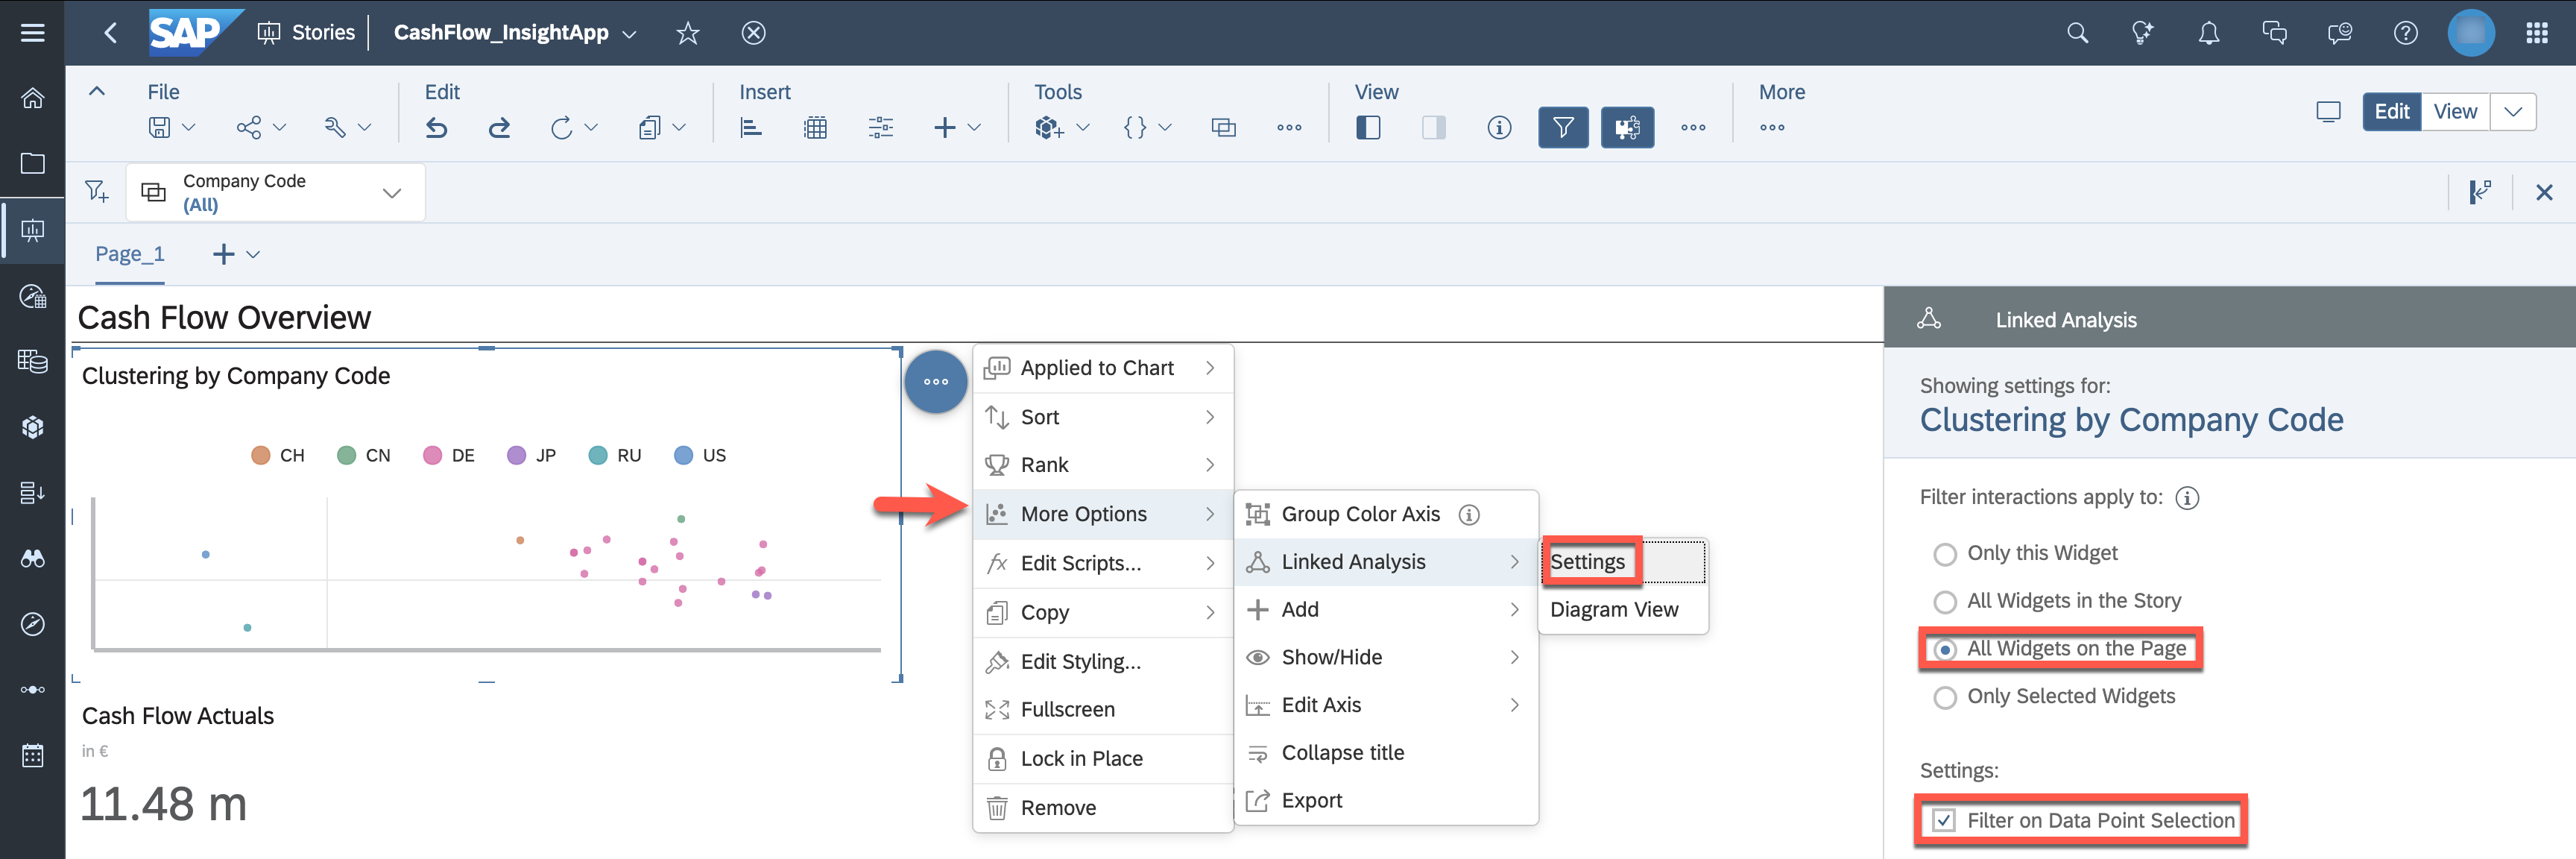 SAP Stories CashFlow_InsightApp
File Edit Insert Tools View More
Edit View
Company Code
(All)
Page_1
Cash Flow Overview
Clustering by Company Code
CH CN DE JP RU US
Cash Flow Actuals
in €
11.48 m
Applied to Chart
Sort
Rank
More Options
Edit Scripts...
Copy
Edit Styling...
Fullscreen
Lock in Place
Remove
Group Color Axis
Linked Analysis
Add
Show/Hide
Edit Axis
Collapse title
Export
Settings
Diagram View
Linked Analysis
Showing settings for:
Clustering by Company Code
Filter interactions apply to:
Only this Widget
All Widgets in the Story
All Widgets on the Page
Only Selected Widgets
Settings:
Filter on Data Point Selection